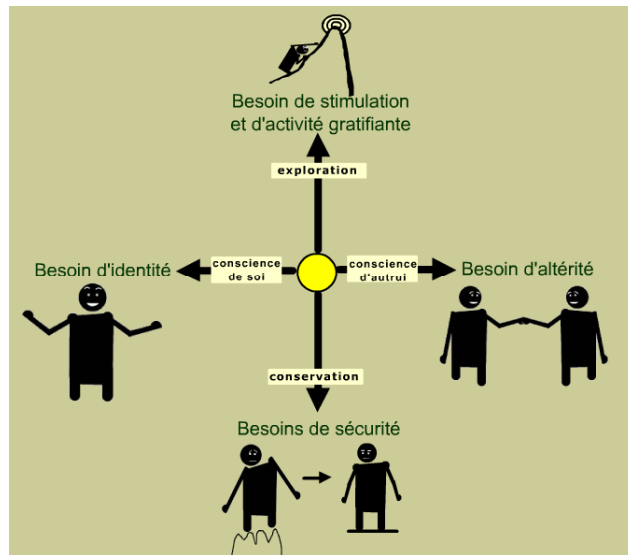 Besoin de stimulation
et d'activité gratifiante
exploration
Besoin d'identité
conscience
de soi
conscience
d'autrui
Besoin d'altérité
conservation
Besoins de sécurité